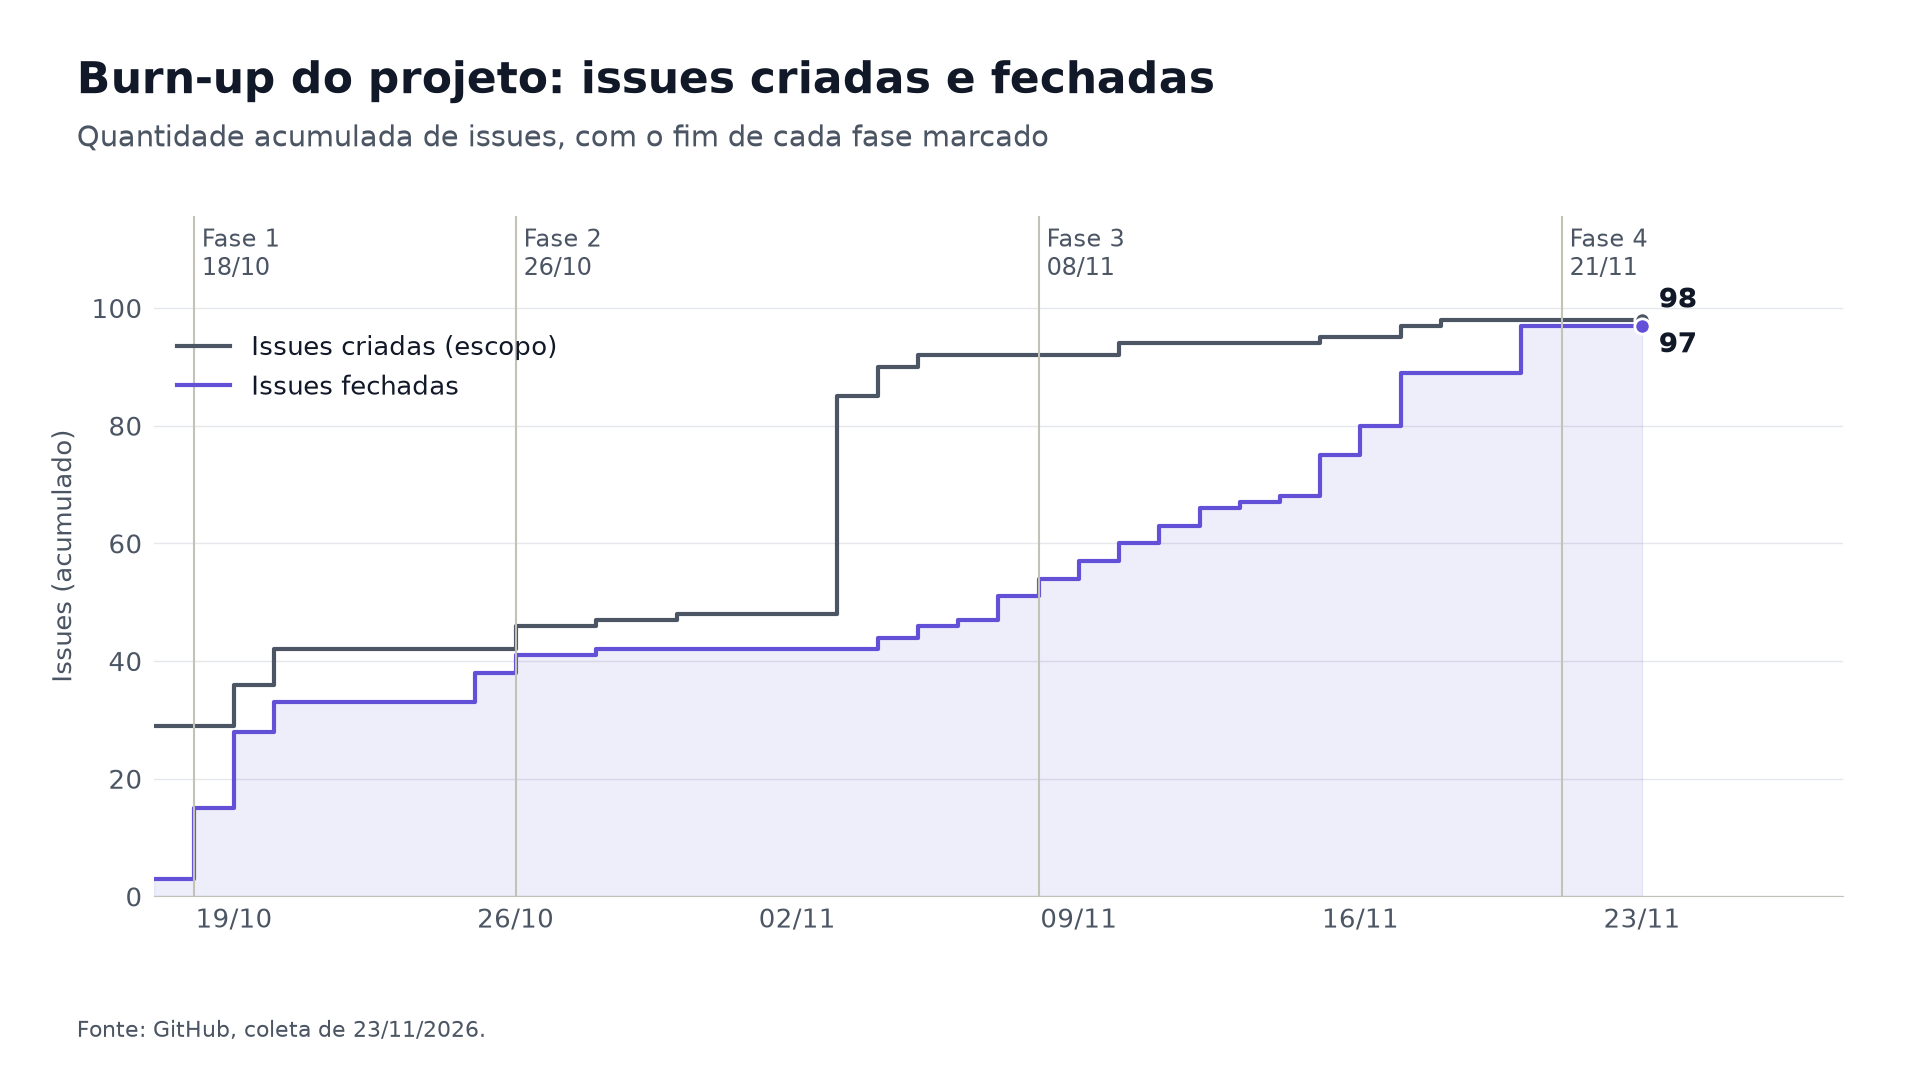 Burn-up do projeto: issues criadas e fechadas
Quantidade acumulada de issues, com o fim de cada fase marcado
Fase 1
18/10
Fase 2
26/10
Fase 3
08/11
Fase 4
21/11
Issues criadas (escopo)
Issues fechadas
98
97
Issues (acumulado)
100
80
60
40
20
0
19/10
26/10
02/11
09/11
16/11
23/11
Fonte: GitHub, coleta de 23/11/2026.